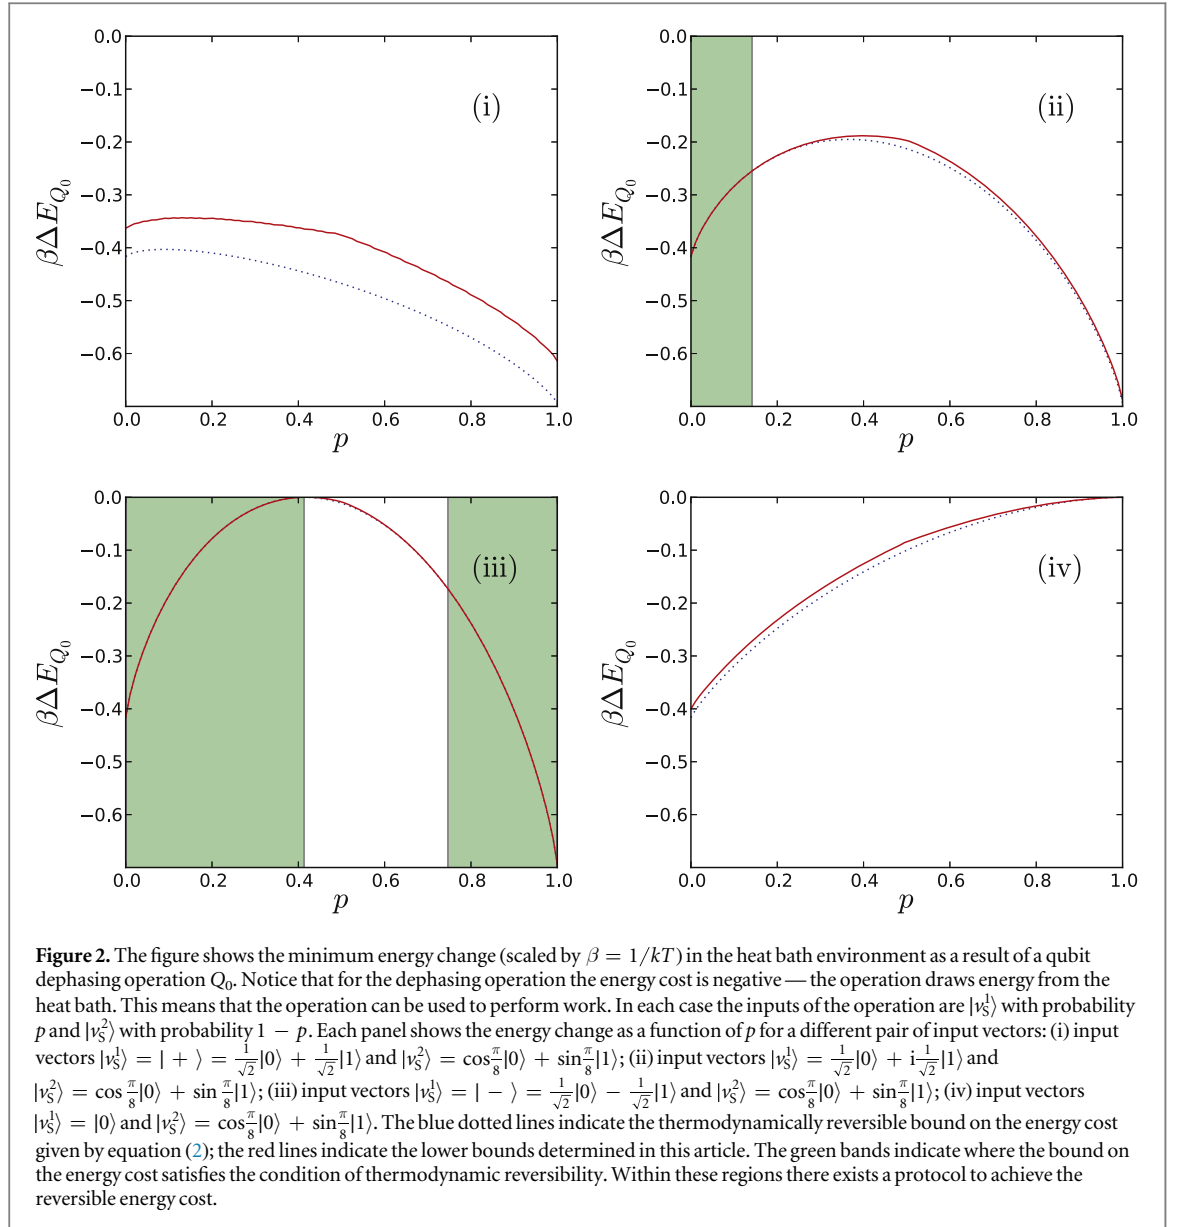 0.0
−0.1
−0.2
−0.3
−0.4
−0.5
−0.6
βΔE_{Q_0}
(i)
0.0 0.2 0.4 0.6 0.8 1.0
p
0.0
−0.1
−0.2
−0.3
−0.4
−0.5
−0.6
βΔE_{Q_0}
(ii)
0.0 0.2 0.4 0.6 0.8 1.0
p
0.0
−0.1
−0.2
−0.3
−0.4
−0.5
−0.6
βΔE_{Q_0}
(iii)
0.0 0.2 0.4 0.6 0.8 1.0
p
0.0
−0.1
−0.2
−0.3
−0.4
−0.5
−0.6
βΔE_{Q_0}
(iv)
0.0 0.2 0.4 0.6 0.8 1.0
p
Figure 2. The figure shows the minimum energy change (scaled by β = 1/kT) in the heat bath environment as a result of a qubit
dephasing operation Q₀. Notice that for the dephasing operation the energy cost is negative — the operation draws energy from the
heat bath. This means that the operation can be used to perform work. In each case the inputs of the operation are |ν_S^1⟩ with probability
p and |ν_S^2⟩ with probability 1 − p. Each panel shows the energy change as a function of p for a different pair of input vectors: (i) input
vectors |ν_S^1⟩ = | + ⟩ = 1/√2|0⟩ + 1/√2|1⟩ and |ν_S^2⟩ = cos π/8|0⟩ + sin π/8|1⟩; (ii) input vectors |ν_S^1⟩ = 1/√2|0⟩ + i1/√2|1⟩ and
|ν_S^2⟩ = cos π/8|0⟩ + sin π/8|1⟩; (iii) input vectors |ν_S^1⟩ = | − ⟩ = 1/√2|0⟩ − 1/√2|1⟩ and |ν_S^2⟩ = cos π/8|0⟩ + sin π/8|1⟩; (iv) input vectors
|ν_S^1⟩ = |0⟩ and |ν_S^2⟩ = cos π/8|0⟩ + sin π/8|1⟩. The blue dotted lines indicate the thermodynamically reversible bound on the energy cost
given by equation (2); the red lines indicate the lower bounds determined in this article. The green bands indicate where the bound on
the energy cost satisfies the condition of thermodynamic reversibility. Within these regions there exists a protocol to achieve the
reversible energy cost.